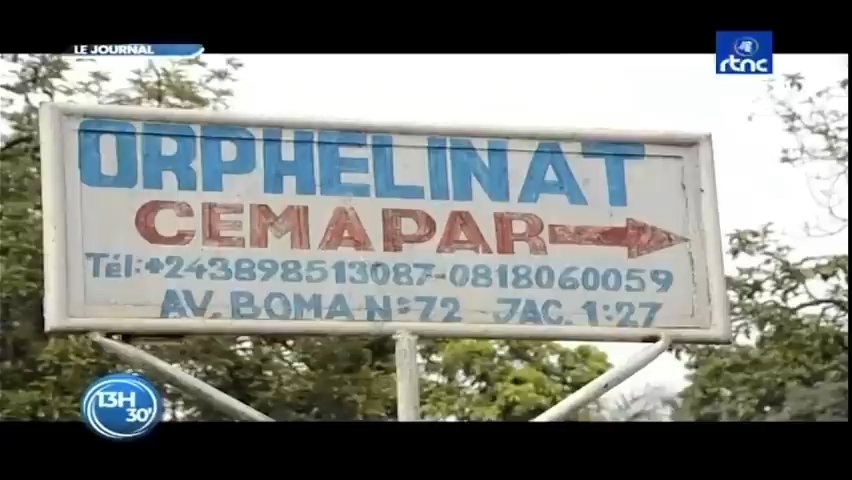 LE JOURNAL
rtnc
ORPHELINAT
CEMAPAR
Tél:+243898513087-0818060059
AV. BOMA N:72 JAC. 1:27
13H
30'